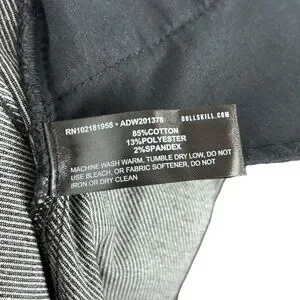 RN102181958 • ADW201378
85%COTTON
13%POLYESTER
2%SPANDEX
MACHINE WASH WARM, TUMBLE DRY LOW, DO NOT
USE BLEACH. OR FABRIC SOFTENER, DO NOT
IRON OR DRY CLEAN
DOLLSKILL.COM